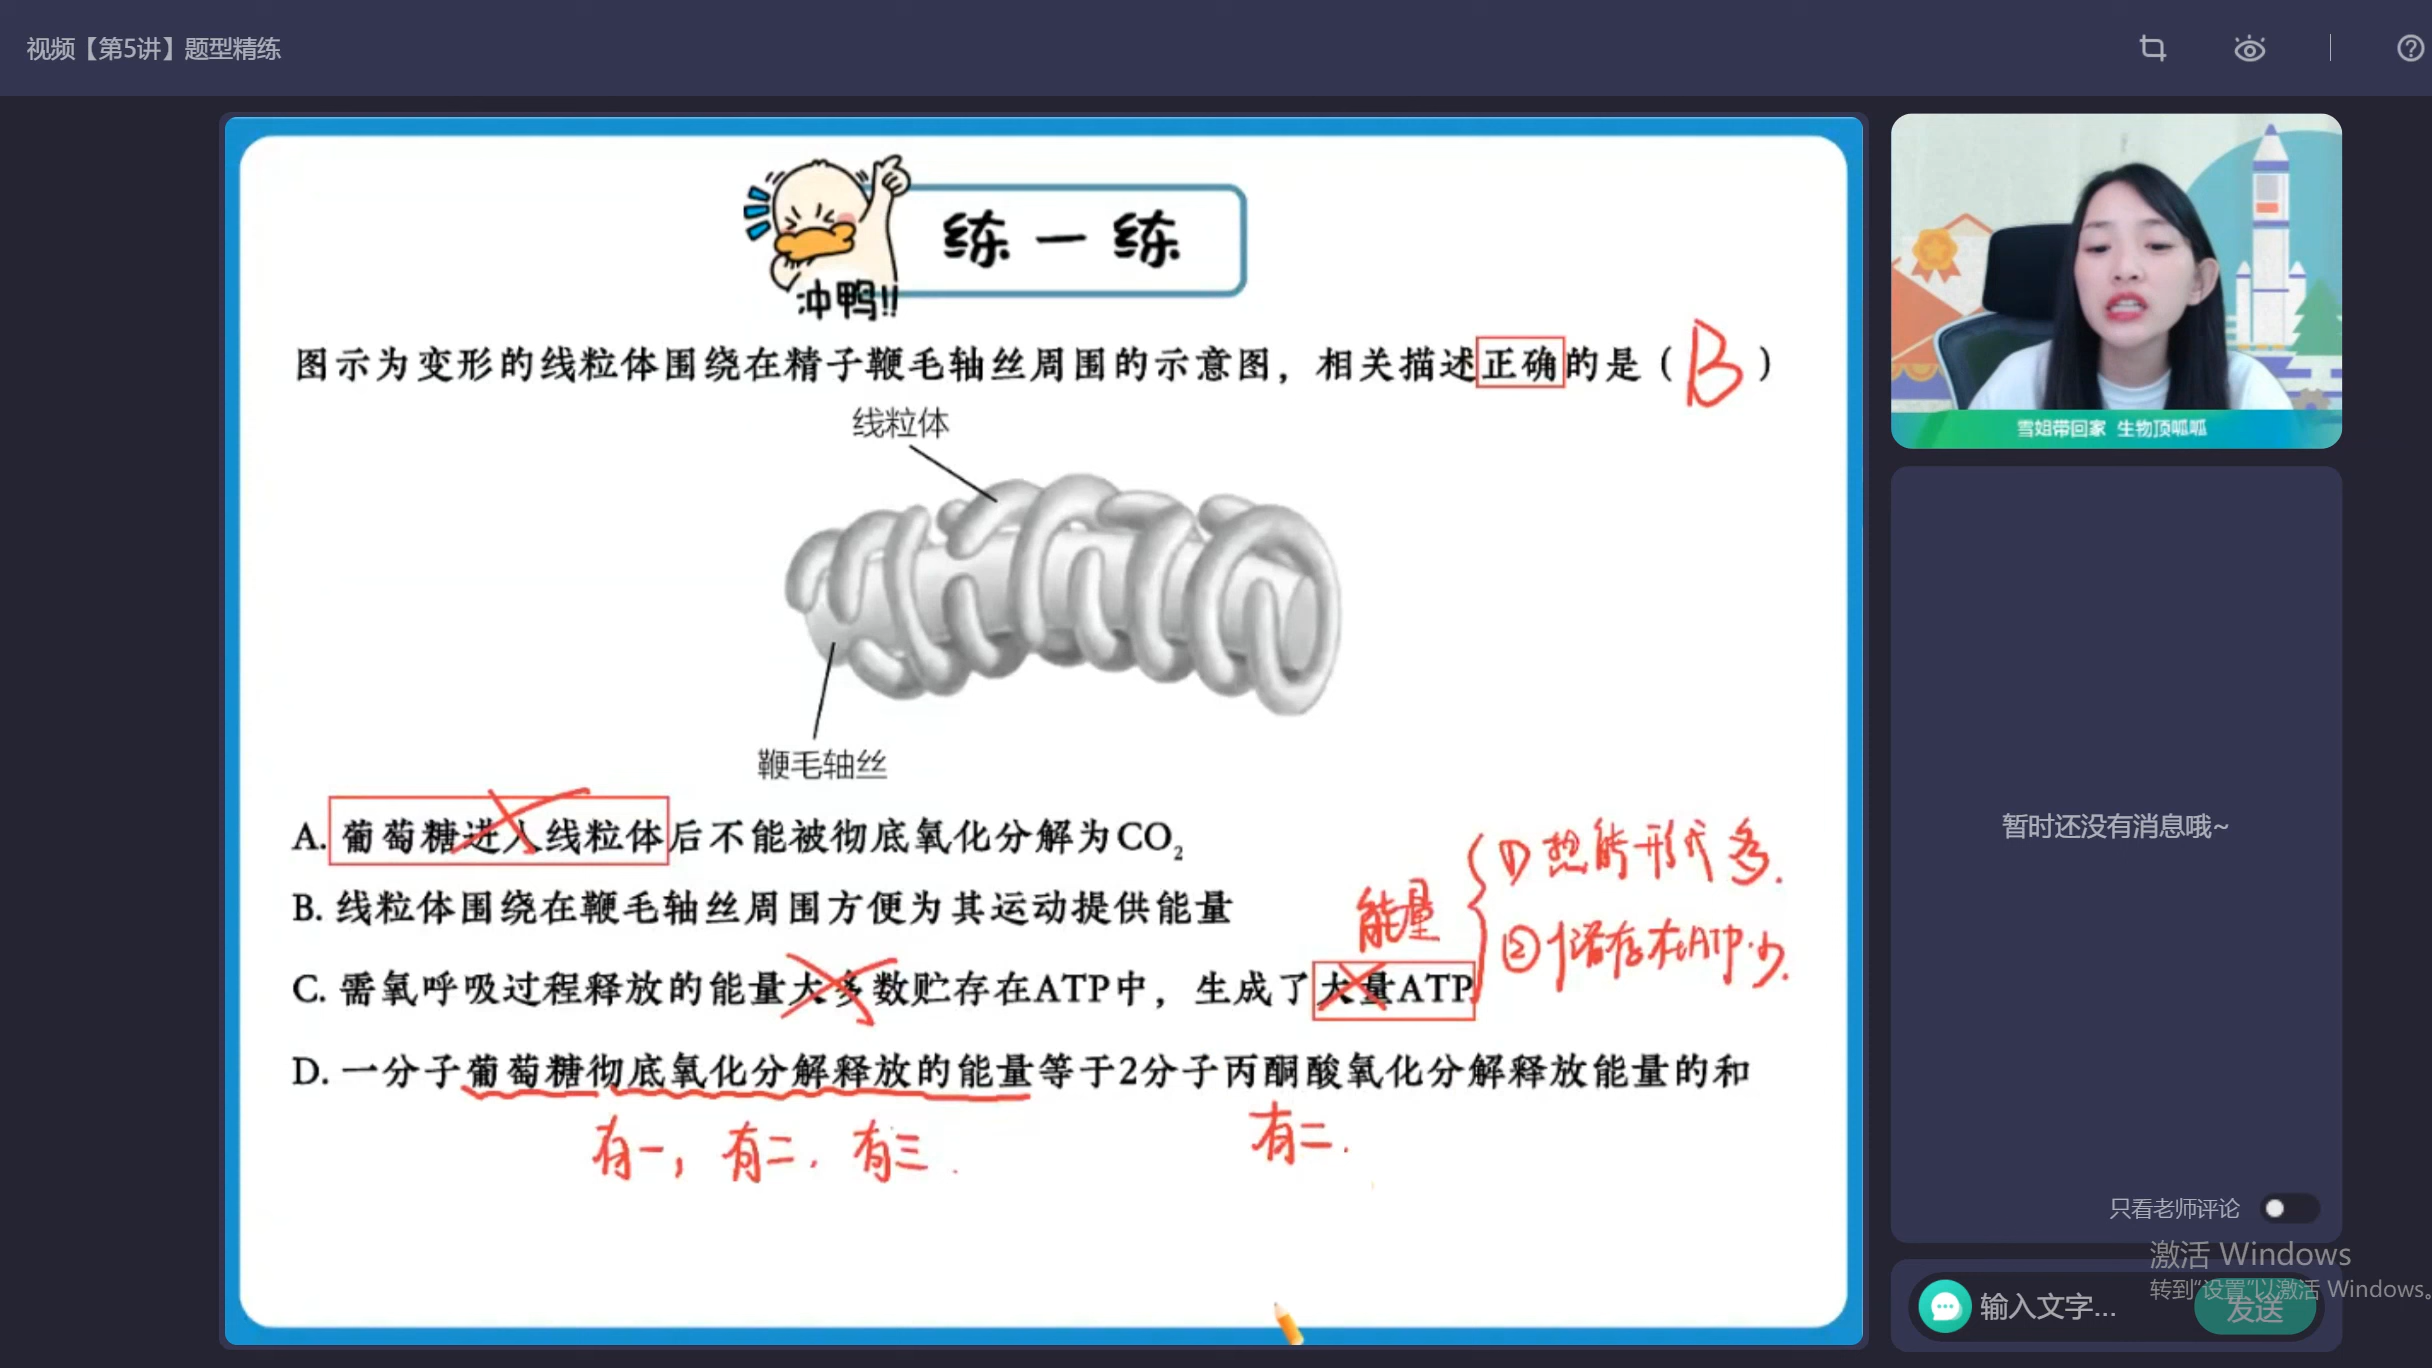 视频【第5讲】题型精练
冲鸭!!
练一练
图示为变形的线粒体围绕在精子鞭毛轴丝周围的示意图，相关描述正确的是（B）
线粒体
鞭毛轴丝
A. 葡萄糖进入线粒体后不能被彻底氧化分解为CO₂
B. 线粒体围绕在鞭毛轴丝周围方便为其运动提供能量
C. 需氧呼吸过程释放的能量大多数贮存在ATP中，生成了大量ATP
能量
① 热能形式多.
② 储存在ATP少.
D. 一分子葡萄糖彻底氧化分解释放的能量等于2分子丙酮酸氧化分解释放能量的和
有一，有二．有三．
有二．
雪姐带回家 生物顶呱呱
暂时还没有消息哦~
只看老师评论
激活 Windows
转到“设置”以激活 Windows。
输入文字...
发送